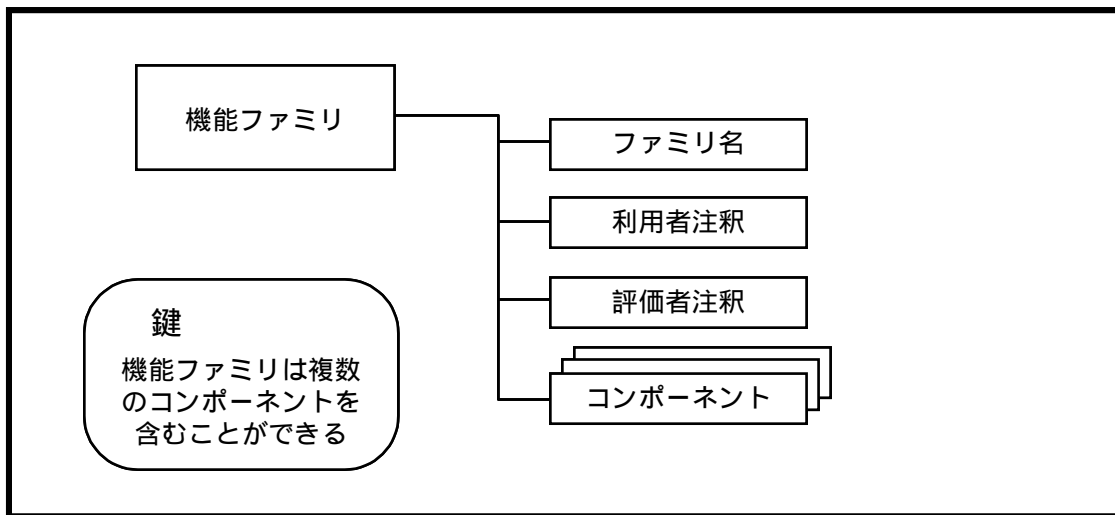 機能ファミリ
ファミリ名
利用者注釈
評価者注釈
コンポーネント
鍵
機能ファミリは複数
のコンポーネントを
含むことができる